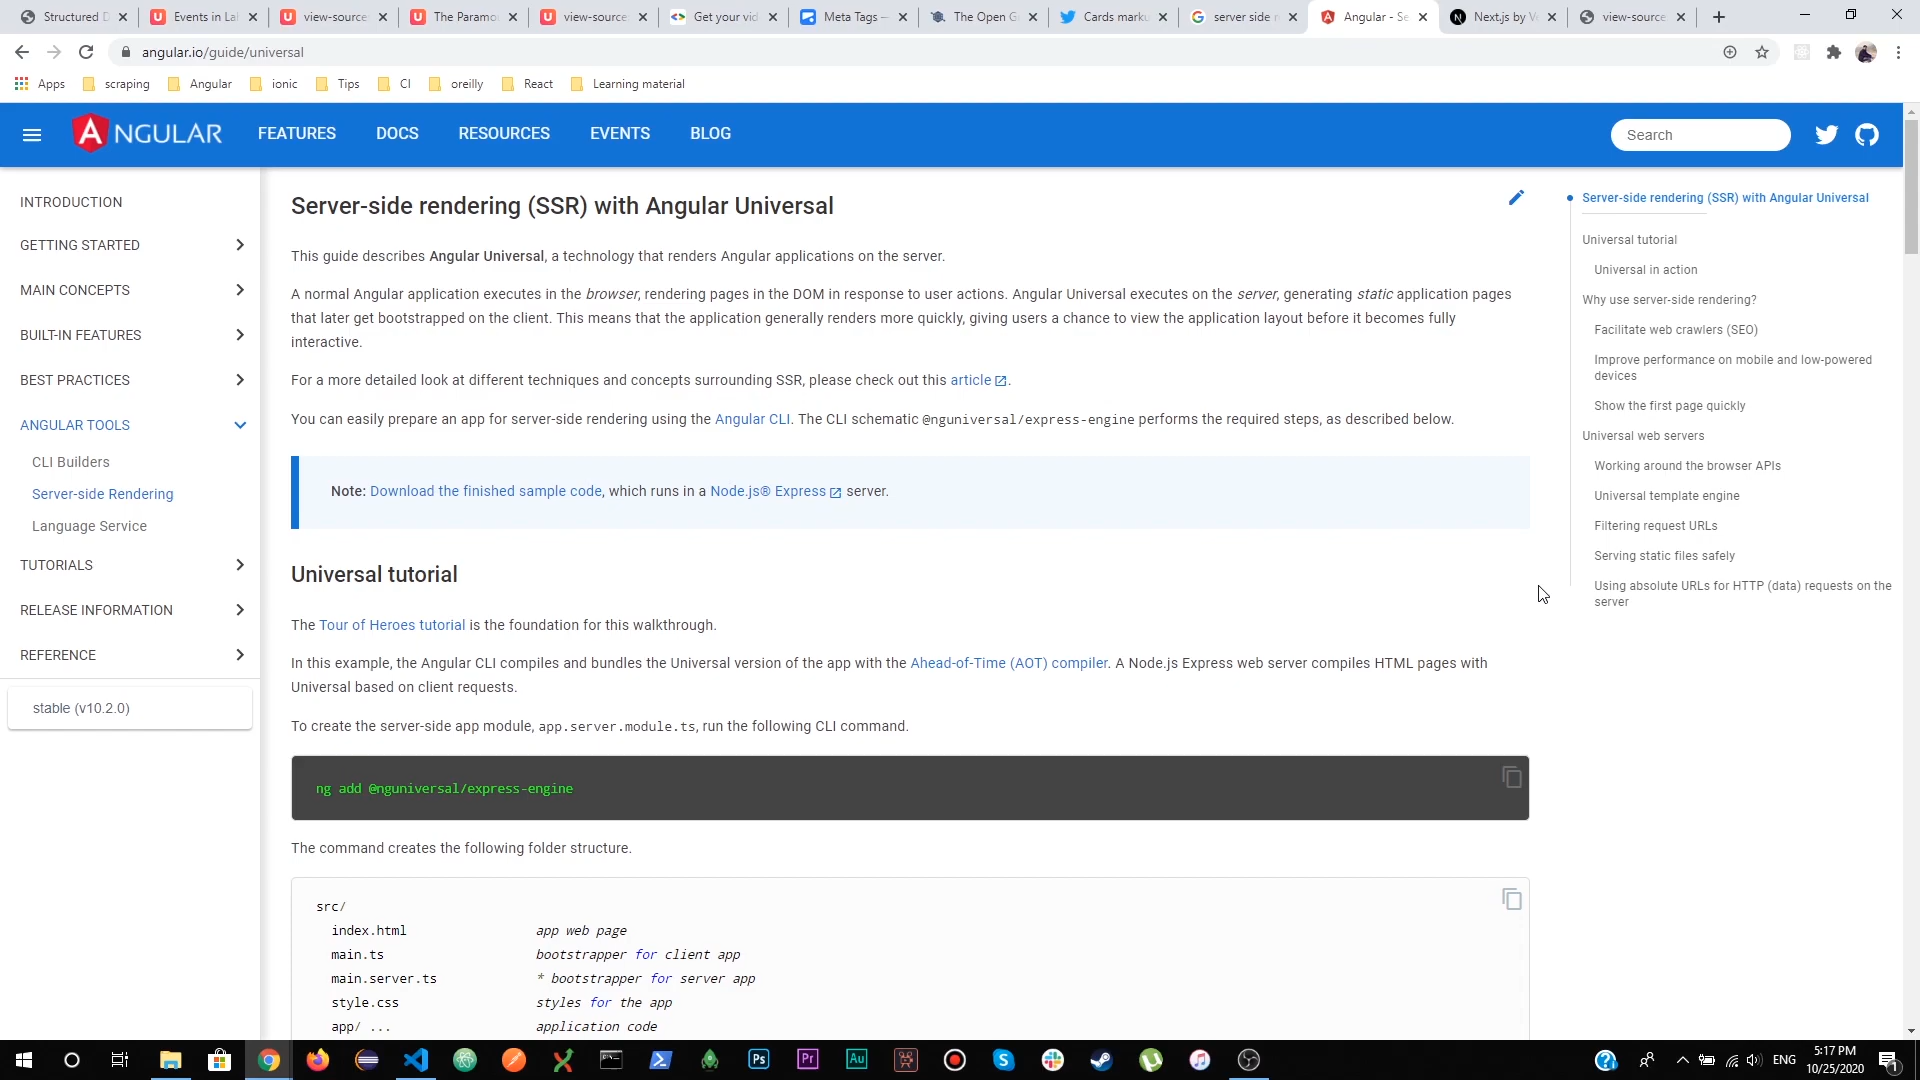 Structured D
Events in La
view-source
The Paramo
view-source
Get your vid
Meta Tags —
The Open G
Cards marku
server side r
Angular - Se
Next.js by V
view-source
angular.io/guide/universal
Apps
scraping
Angular
ionic
Tips
CI
oreilly
React
Learning material
ANGULAR
FEATURES
DOCS
RESOURCES
EVENTS
BLOG
Search
INTRODUCTION
GETTING STARTED
MAIN CONCEPTS
BUILT-IN FEATURES
BEST PRACTICES
ANGULAR TOOLS
CLI Builders
Server-side Rendering
Language Service
TUTORIALS
RELEASE INFORMATION
REFERENCE
stable (v10.2.0)
Server-side rendering (SSR) with Angular Universal
This guide describes Angular Universal, a technology that renders Angular applications on the server.
A normal Angular application executes in the browser, rendering pages in the DOM in response to user actions. Angular Universal executes on the server, generating static application pages
that later get bootstrapped on the client. This means that the application generally renders more quickly, giving users a chance to view the application layout before it becomes fully
interactive.
For a more detailed look at different techniques and concepts surrounding SSR, please check out this article.
You can easily prepare an app for server-side rendering using the Angular CLI. The CLI schematic @nguniversal/express-engine performs the required steps, as described below.
Note: Download the finished sample code, which runs in a Node.js® Express server.
Universal tutorial
The Tour of Heroes tutorial is the foundation for this walkthrough.
In this example, the Angular CLI compiles and bundles the Universal version of the app with the Ahead-of-Time (AOT) compiler. A Node.js Express web server compiles HTML pages with
Universal based on client requests.
To create the server-side app module, app.server.module.ts, run the following CLI command.
ng add @nguniversal/express-engine
The command creates the following folder structure.
src/
index.html app web page
main.ts bootstrapper for client app
main.server.ts * bootstrapper for server app
style.css styles for the app
app/ ... application code
Server-side rendering (SSR) with Angular Universal
Universal tutorial
Universal in action
Why use server-side rendering?
Facilitate web crawlers (SEO)
Improve performance on mobile and low-powered
devices
Show the first page quickly
Universal web servers
Working around the browser APIs
Universal template engine
Filtering request URLs
Serving static files safely
Using absolute URLs for HTTP (data) requests on the
server
Ps
Pr
Au
ENG
5:17 PM
10/25/2020
1